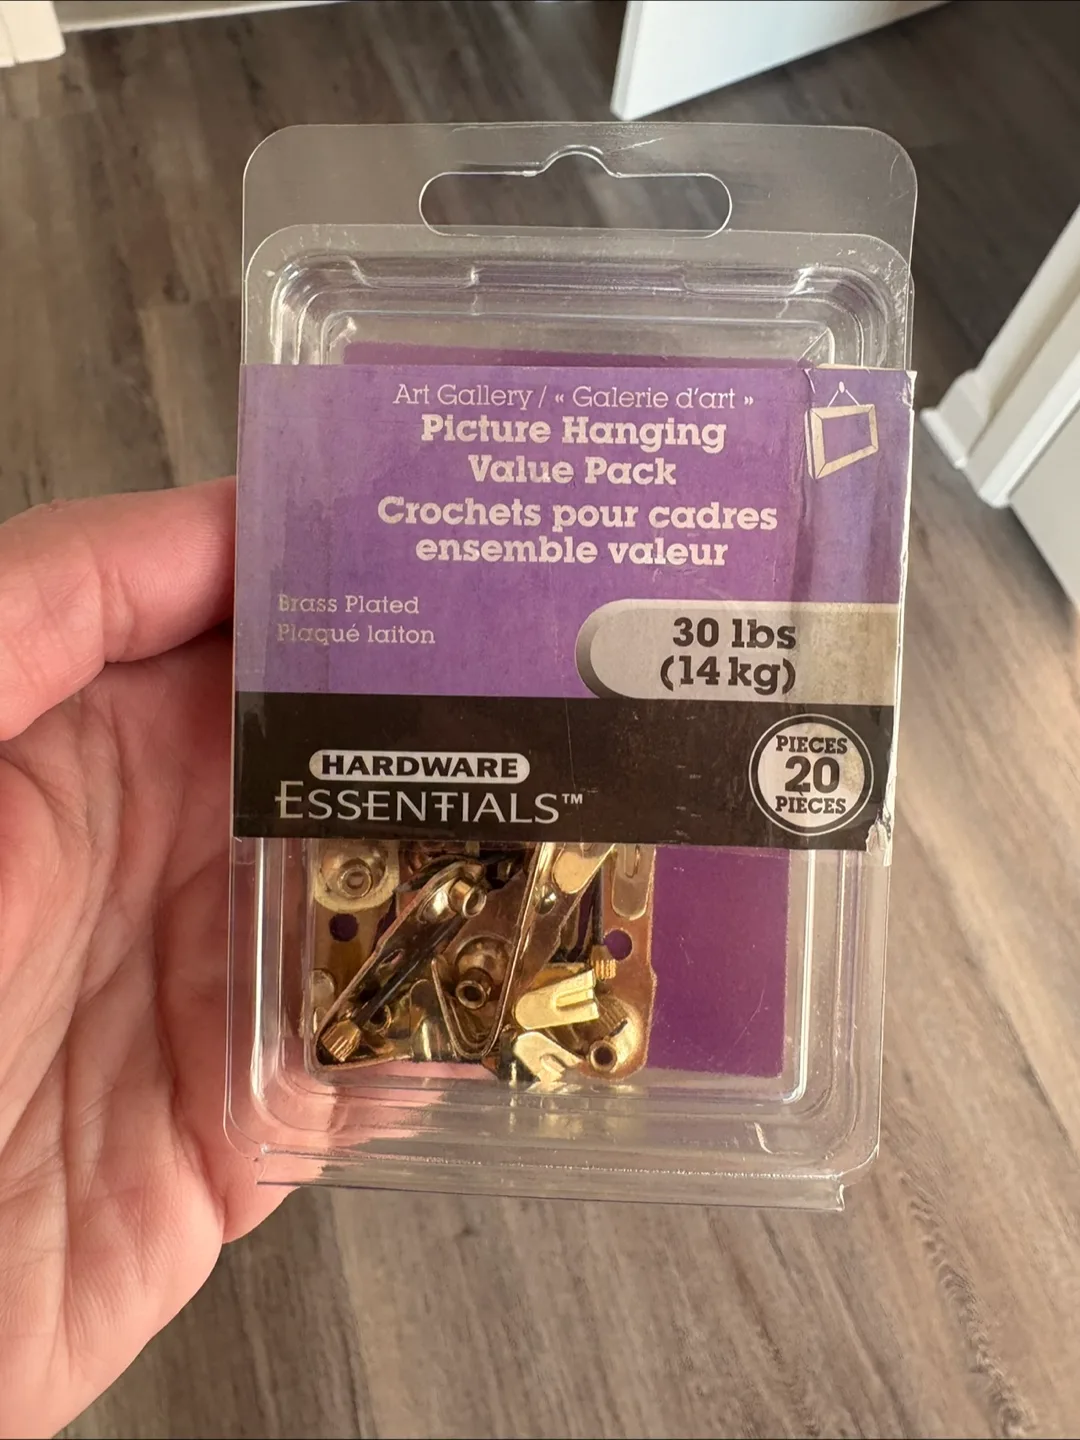 Art Gallery / « Galerie d'art »
Picture Hanging
Value Pack
Crochets pour cadres
ensemble valeur
Brass Plated
Plaqué laiton
30 lbs
(14 kg)
HARDWARE
ESSENTIALS™
PIECES
20
PIÈCES